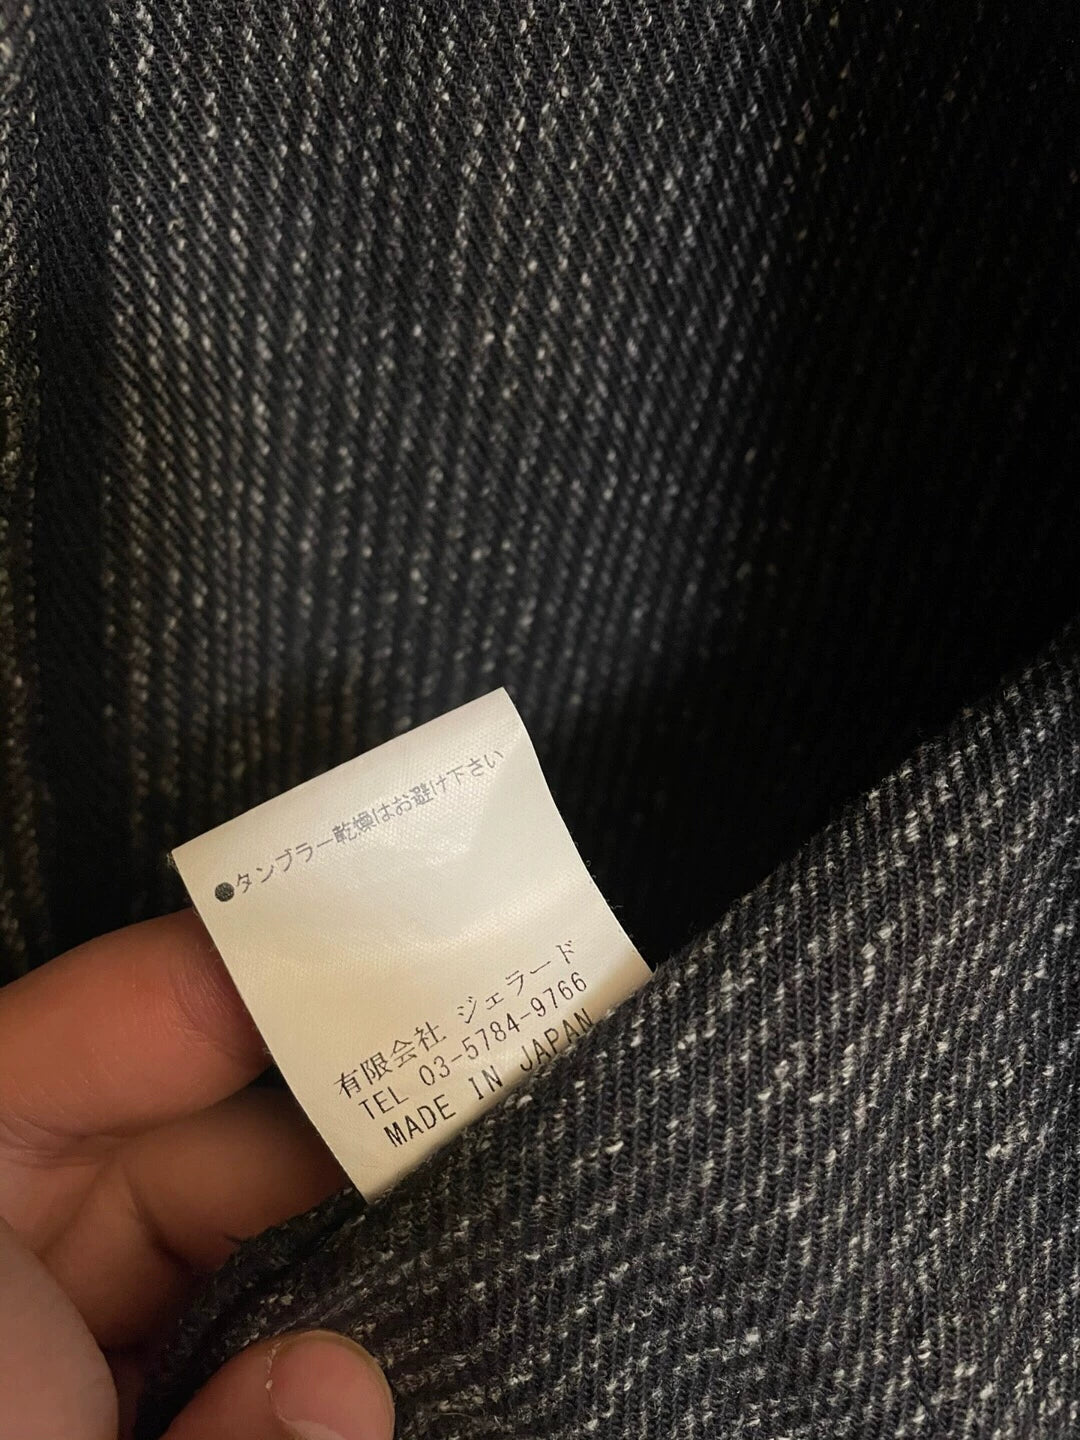 ●タンブラー乾燥はお避け下さい
有限会社 ジェラード
TEL 03-5784-9766
MADE IN JAPAN